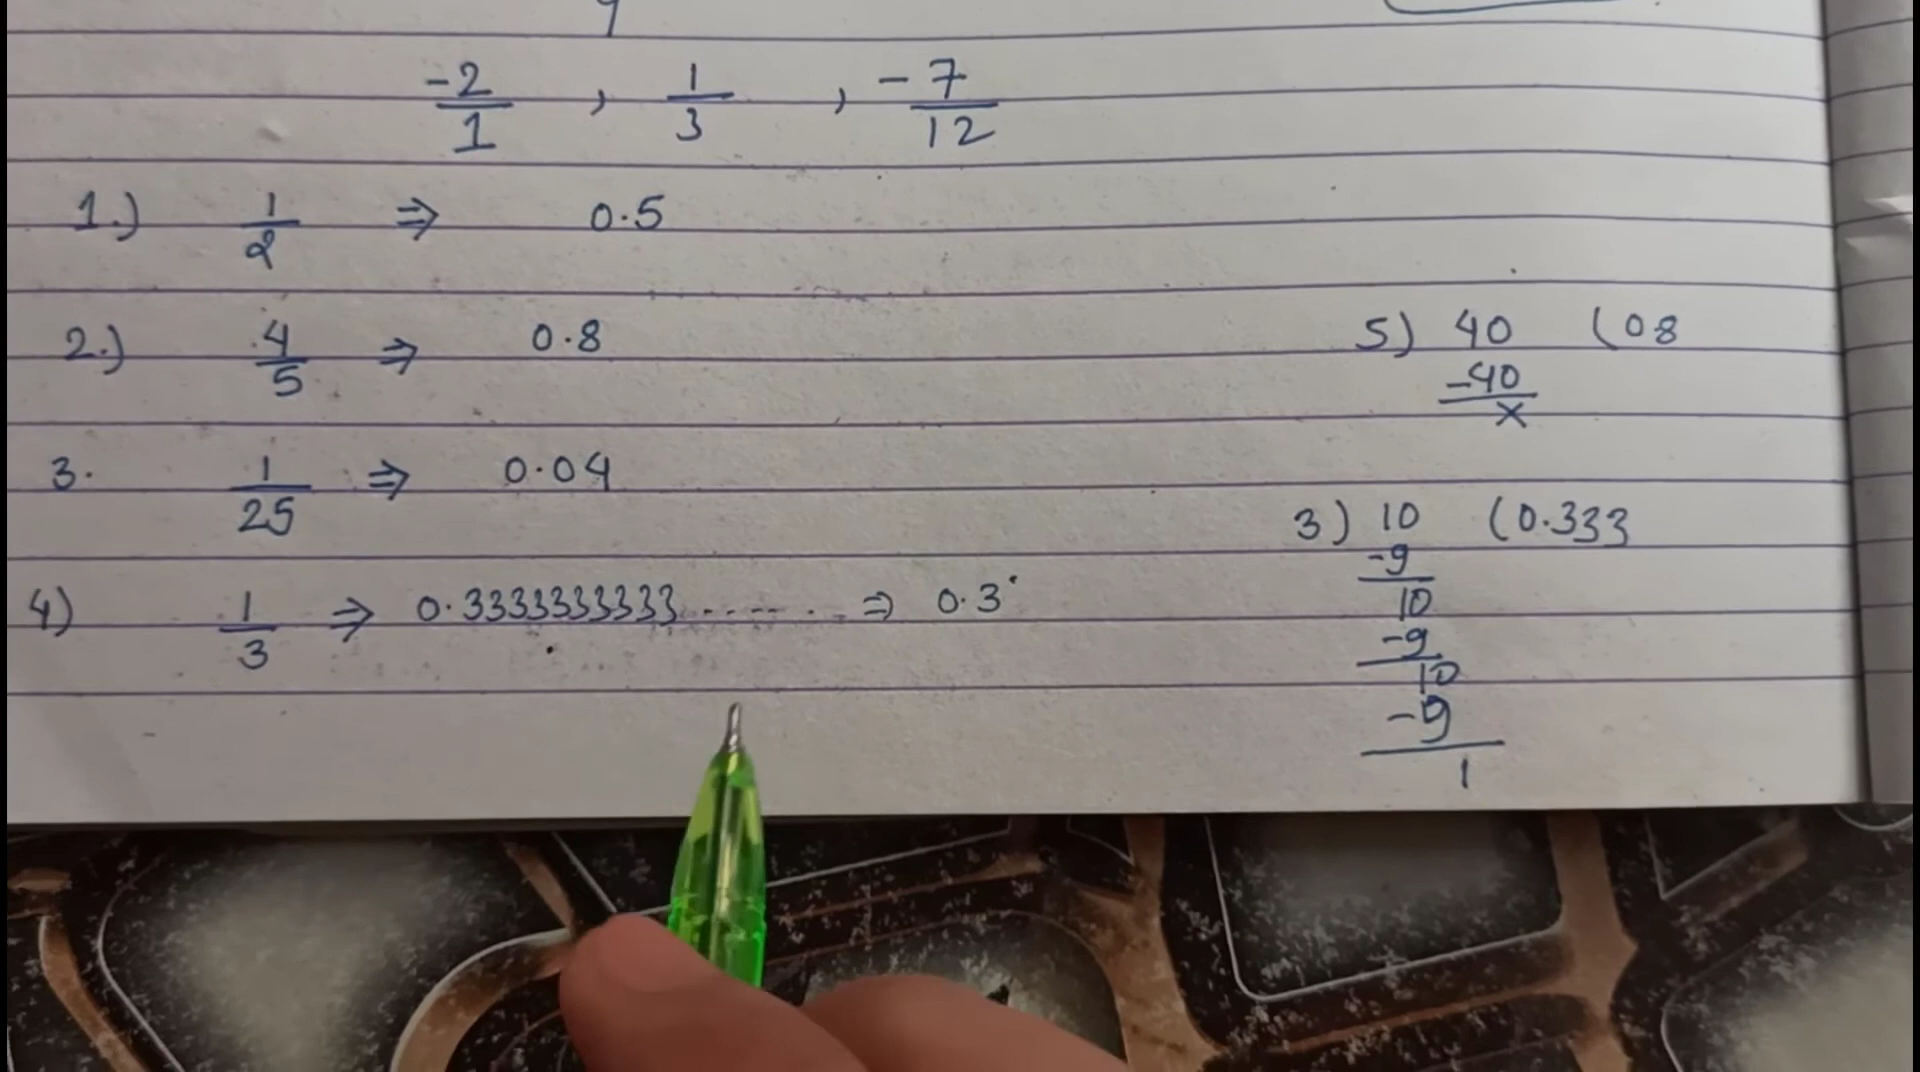 -2/1 , 1/3 , -7/12
1.) 1/2 ⇒ 0.5
2.) 4/5 ⇒ 0.8
3. 1/25 ⇒ 0.04
4) 1/3 ⇒ 0.3333333333....... ⇒ 0.3˙
5) 40 (08
-40
x
3) 10 (0.333
-9
10
-9
10
-9
1